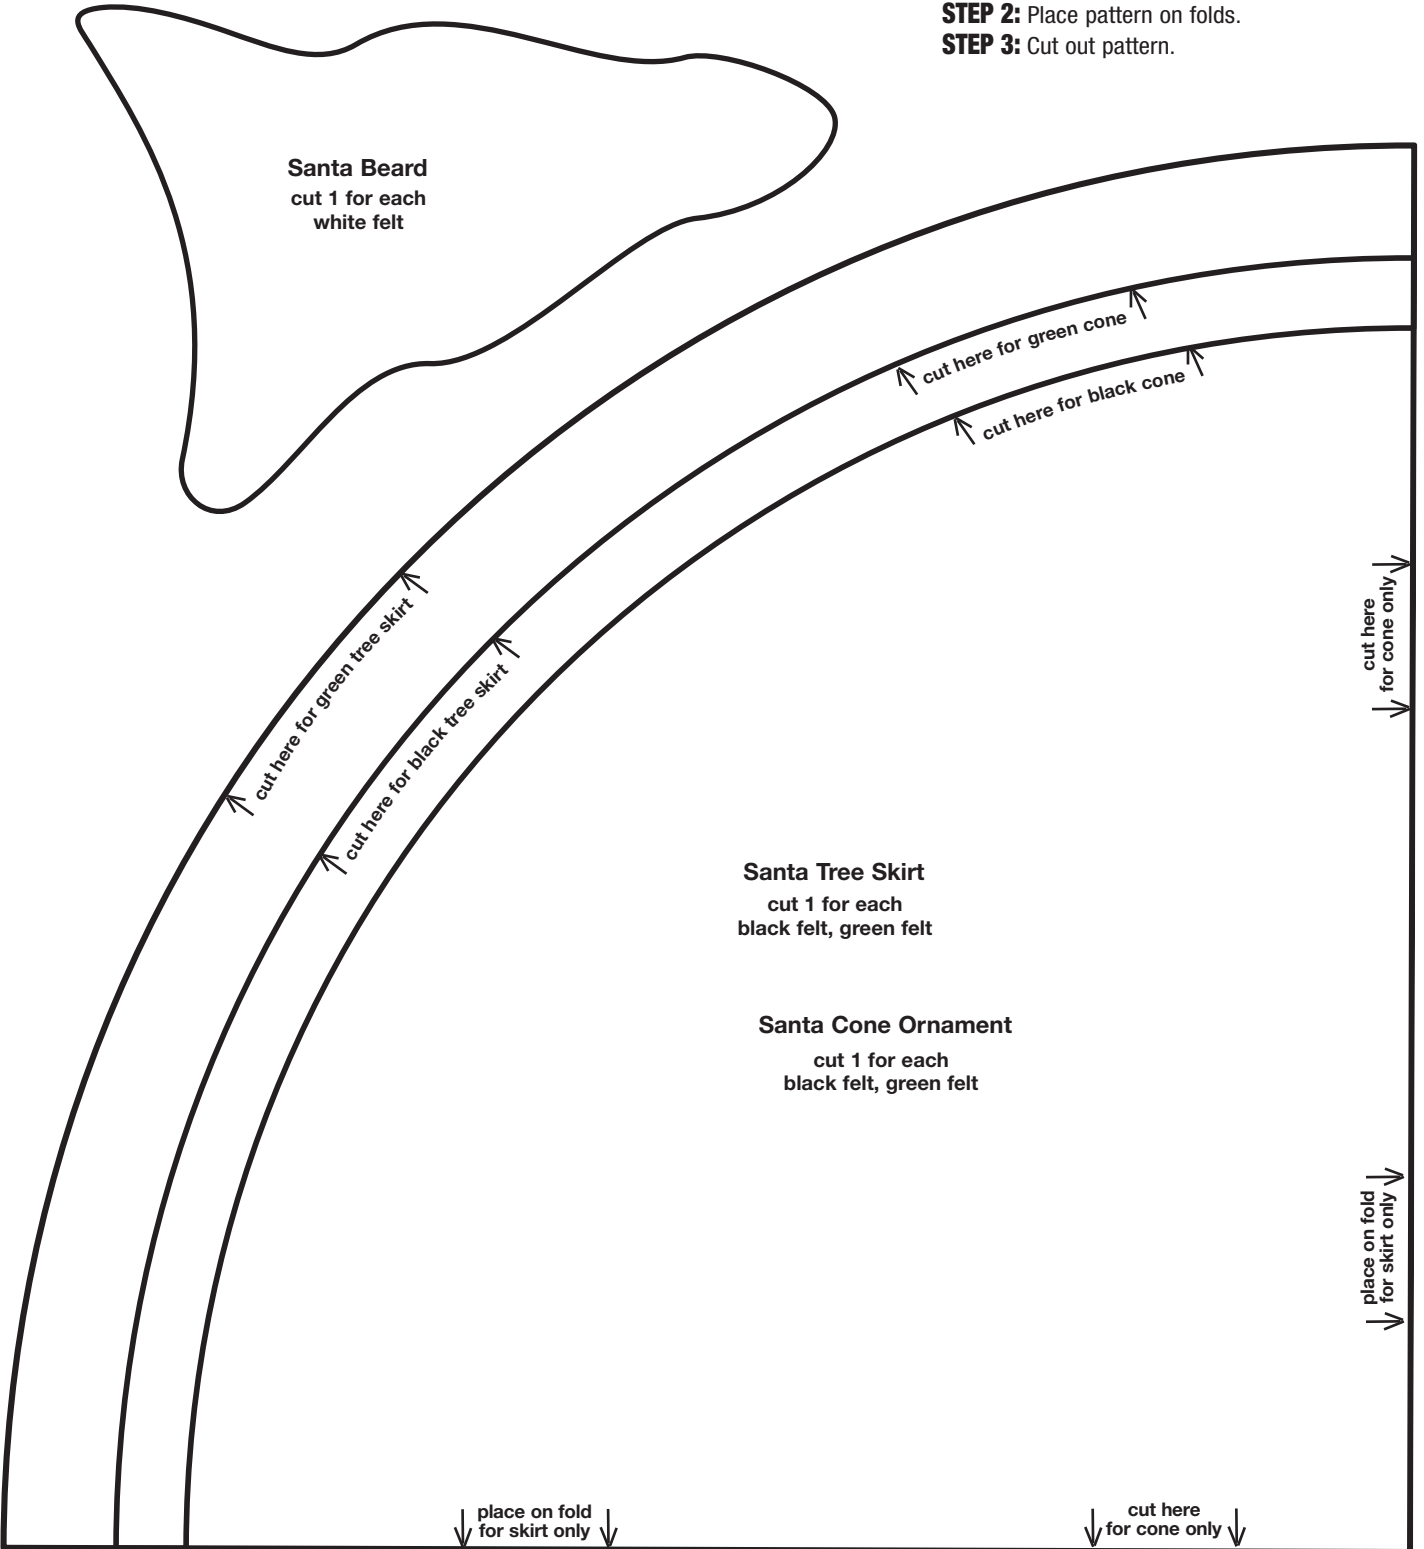 STEP 2: Place pattern on folds.
STEP 3: Cut out pattern.
Santa Beard
cut 1 for each
white felt
cut here for green cone
cut here for black cone
cut here for green tree skirt
cut here for black tree skirt
cut here
for cone only
Santa Tree Skirt
cut 1 for each
black felt, green felt
Santa Cone Ornament
cut 1 for each
black felt, green felt
place on fold
for skirt only
place on fold
for skirt only
cut here
for cone only